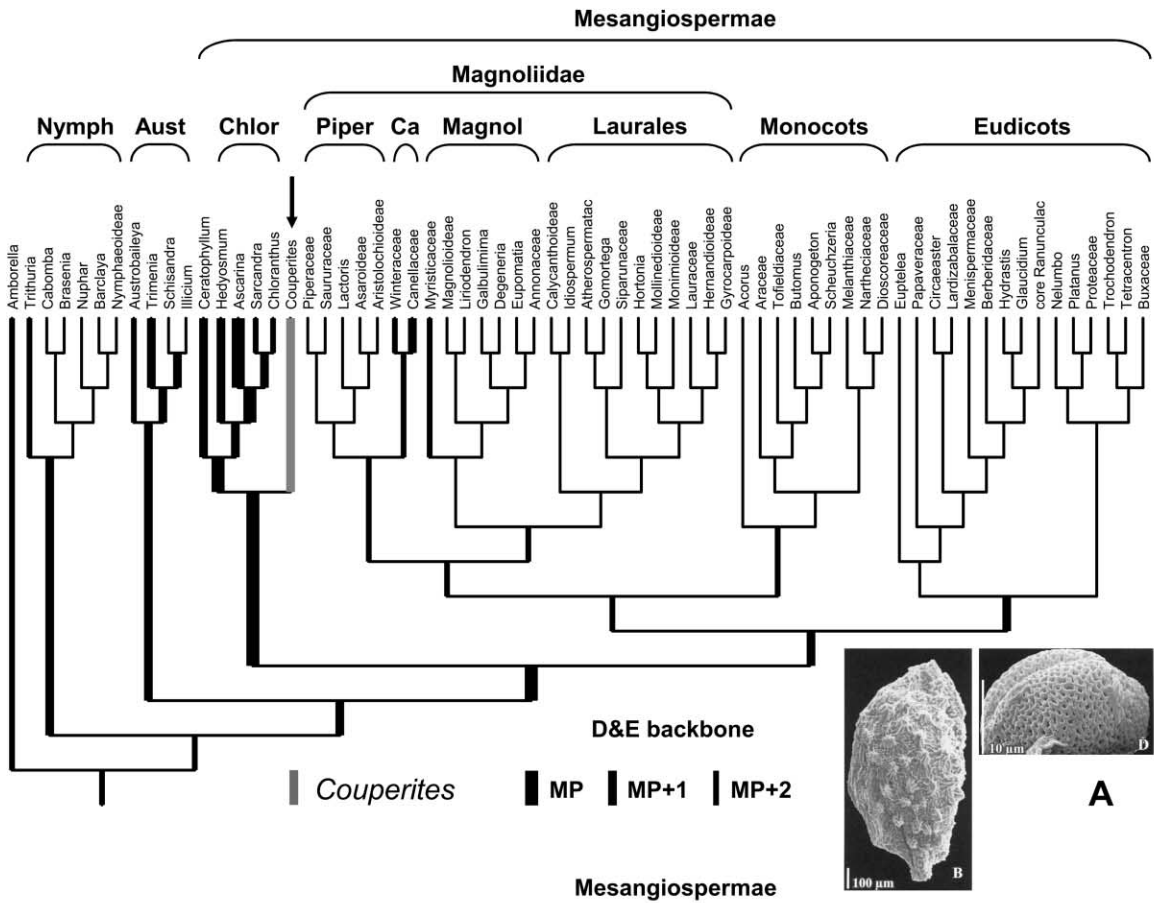 Mesangiospermae
Magnoliidae
Nymph Aust Chlor Piper Ca Magnol Laurales Monocots Eudicots
Amborella
Trithuria
Cabomba
Brasenia
Nuphar
Barclaya
Nymphaeoideae
Austrobaileya
Trimenia
Schisandra
Illicium
Ceratophyllum
Hedyosmum
Ascarina
Sarcandra
Chloranthus
Couperites
Piperaceae
Saururaceae
Lactoris
Asaroideae
Aristolochioideae
Winteraceae
Canellaceae
Myristicaceae
Magnolioideae
Liriodendron
Galbulimima
Degeneria
Eupomatia
Annonaceae
Calycanthoideae
Idiospermum
Atherospermatac
Gomortega
Siparunaceae
Hortonia
Mollinedioideae
Monimioideae
Lauraceae
Hernandioideae
Gyrocarpoideae
Acorus
Araceae
Tofieldiaceae
Butomus
Aponogeton
Scheuchzeria
Melanthiaceae
Nartheciaceae
Dioscoreaceae
Euptelea
Papaveraceae
Circaeaster
Lardizabalaceae
Menispermaceae
Berberidaceae
Hydrastis
Glaucidium
core Ranunculac
Nelumbo
Platanus
Proteaceae
Trochodendron
Tetracentron
Buxaceae
D&E backbone
Couperites MP MP+1 MP+2
100 µm B
10 µm D
A
Mesangiospermae